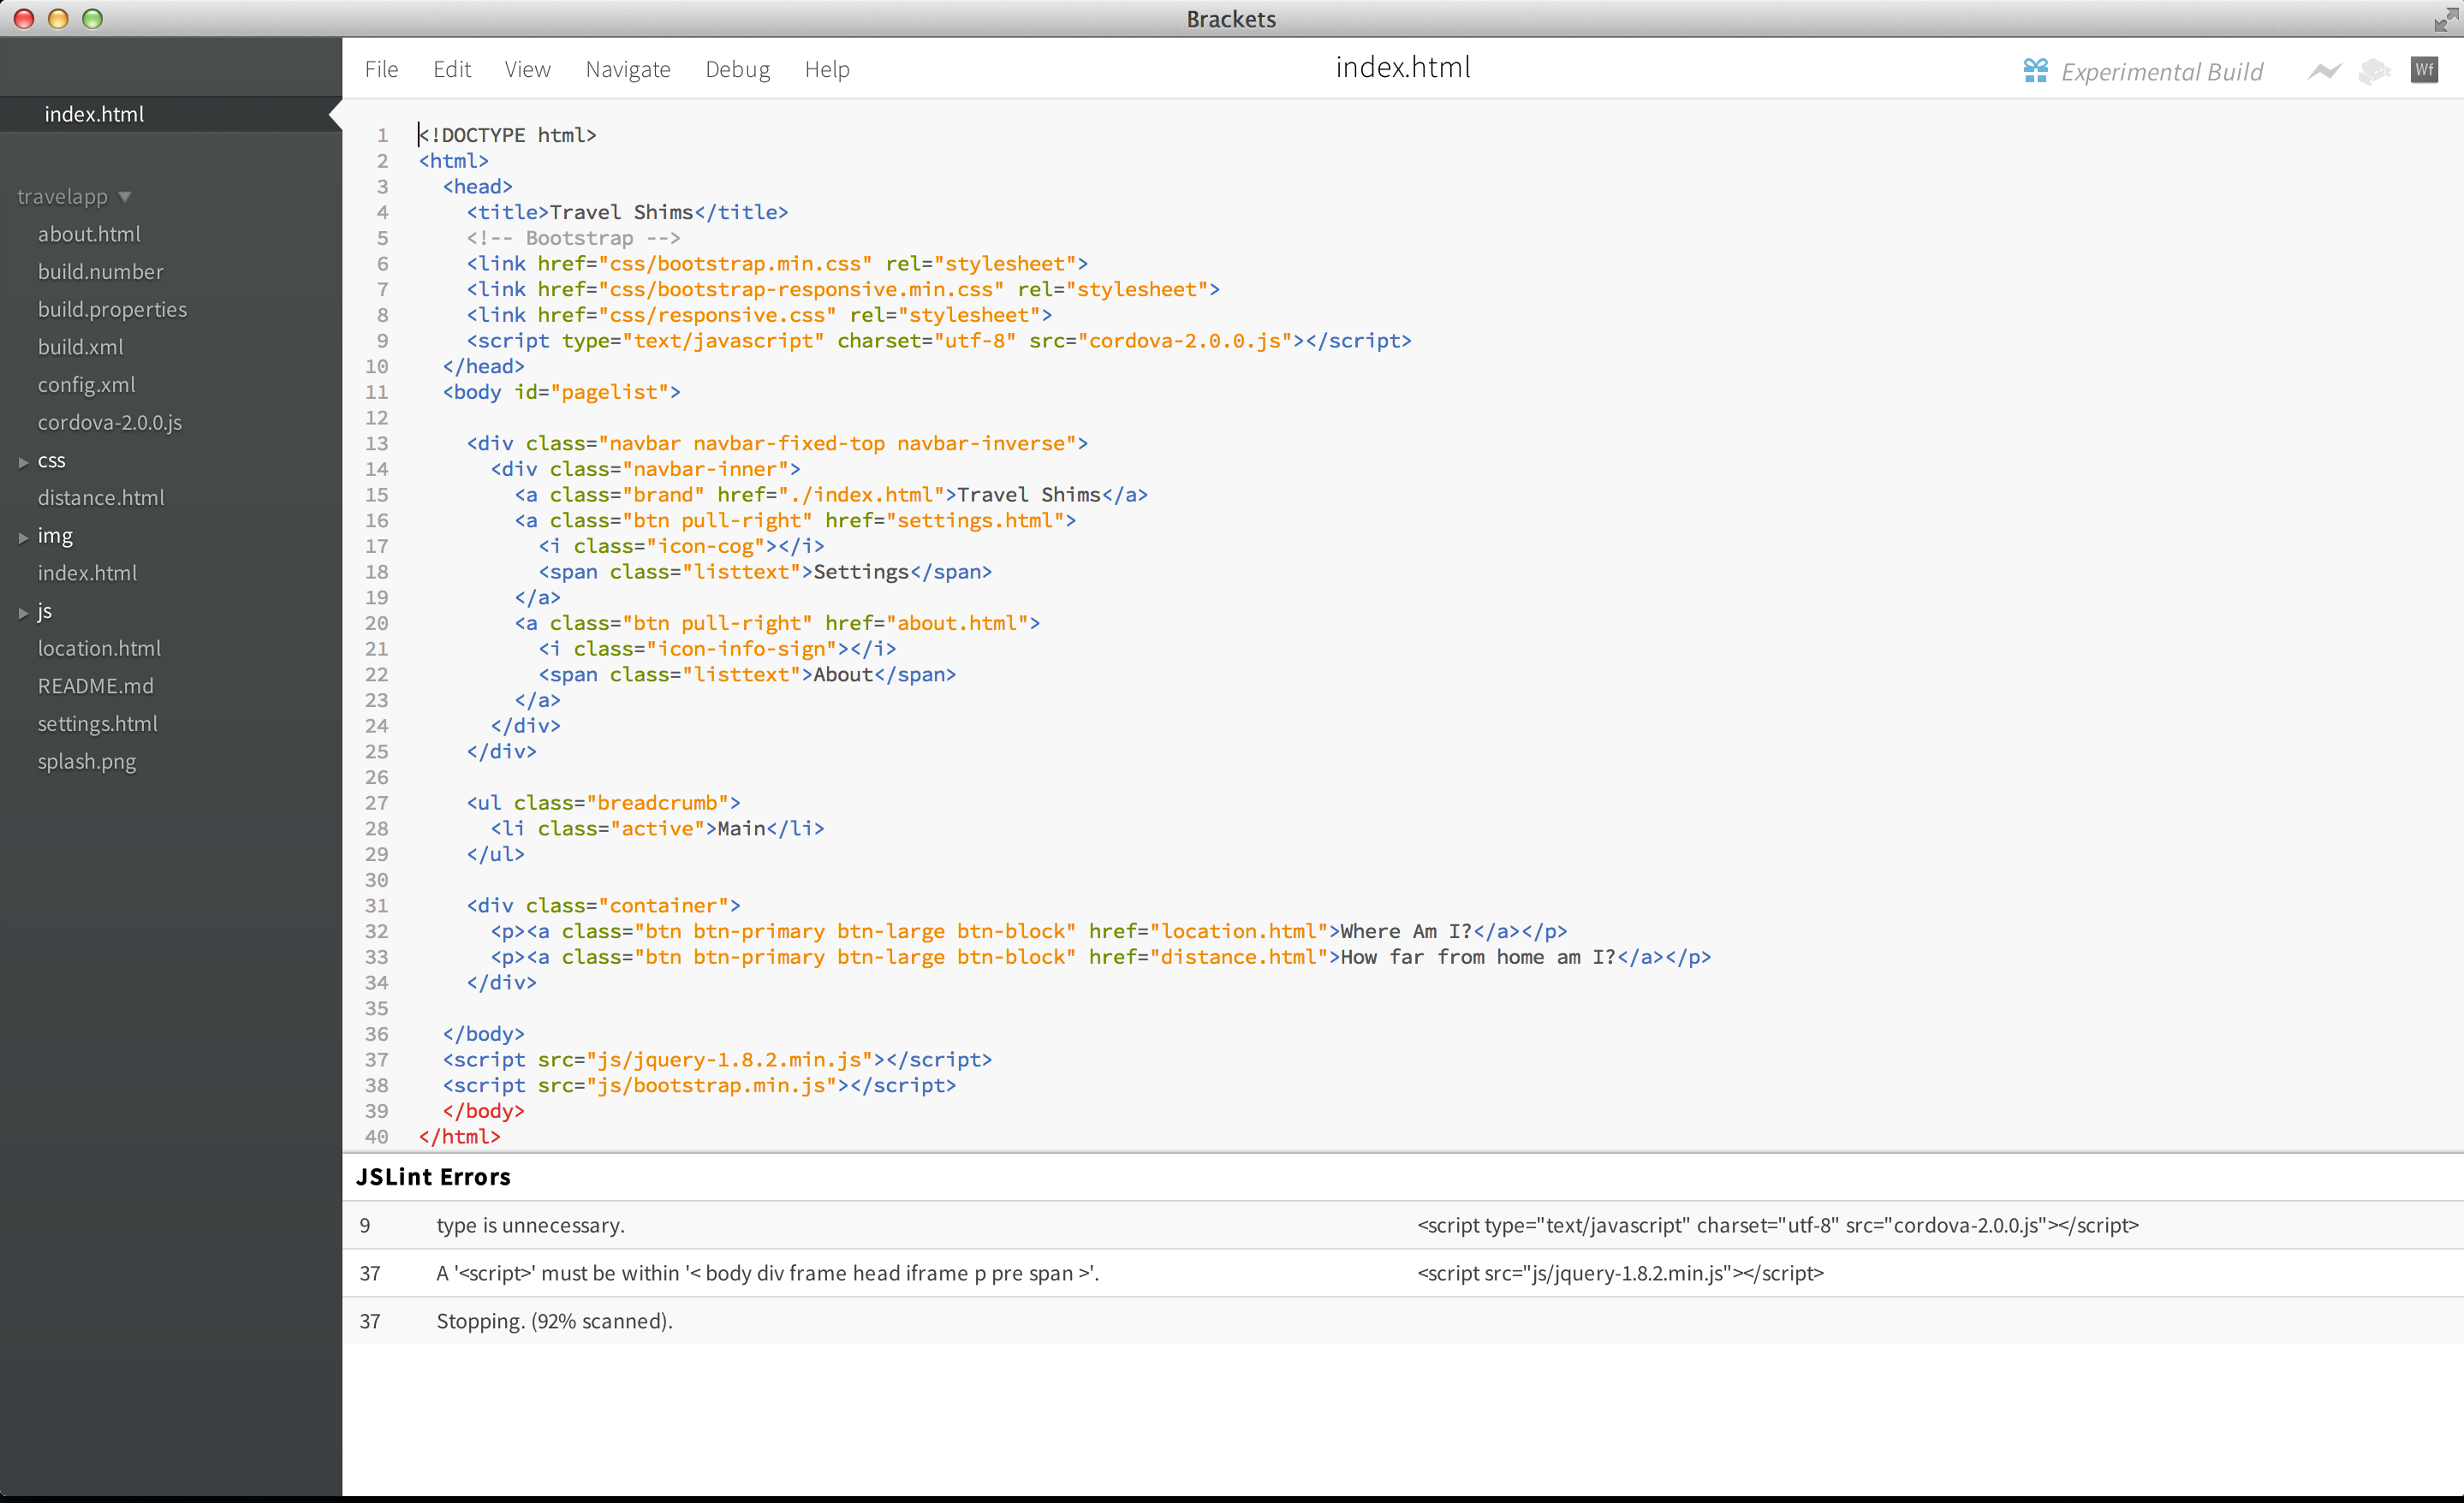 Brackets
File Edit View Navigate Debug Help
index.html
Experimental Build
Wf
index.html
travelapp
about.html
build.number
build.properties
build.xml
config.xml
cordova-2.0.0.js
css
distance.html
img
index.html
js
location.html
README.md
settings.html
splash.png
1 <!DOCTYPE html>
2 <html>
3 <head>
4 <title>Travel Shims</title>
5 <!-- Bootstrap -->
6 <link href="css/bootstrap.min.css" rel="stylesheet">
7 <link href="css/bootstrap-responsive.min.css" rel="stylesheet">
8 <link href="css/responsive.css" rel="stylesheet">
9 <script type="text/javascript" charset="utf-8" src="cordova-2.0.0.js"></script>
10 </head>
11 <body id="pagelist">
12
13 <div class="navbar navbar-fixed-top navbar-inverse">
14 <div class="navbar-inner">
15 <a class="brand" href="./index.html">Travel Shims</a>
16 <a class="btn pull-right" href="settings.html">
17 <i class="icon-cog"></i>
18 <span class="listtext">Settings</span>
19 </a>
20 <a class="btn pull-right" href="about.html">
21 <i class="icon-info-sign"></i>
22 <span class="listtext">About</span>
23 </a>
24 </div>
25 </div>
26
27 <ul class="breadcrumb">
28 <li class="active">Main</li>
29 </ul>
30
31 <div class="container">
32 <p><a class="btn btn-primary btn-large btn-block" href="location.html">Where Am I?</a></p>
33 <p><a class="btn btn-primary btn-large btn-block" href="distance.html">How far from home am I?</a></p>
34 </div>
35
36 </body>
37 <script src="js/jquery-1.8.2.min.js"></script>
38 <script src="js/bootstrap.min.js"></script>
39 </body>
40 </html>
JSLint Errors
9 type is unnecessary. <script type="text/javascript" charset="utf-8" src="cordova-2.0.0.js"></script>
37 A '<script>' must be within '< body div frame head iframe p pre span >'. <script src="js/jquery-1.8.2.min.js"></script>
37 Stopping. (92% scanned).